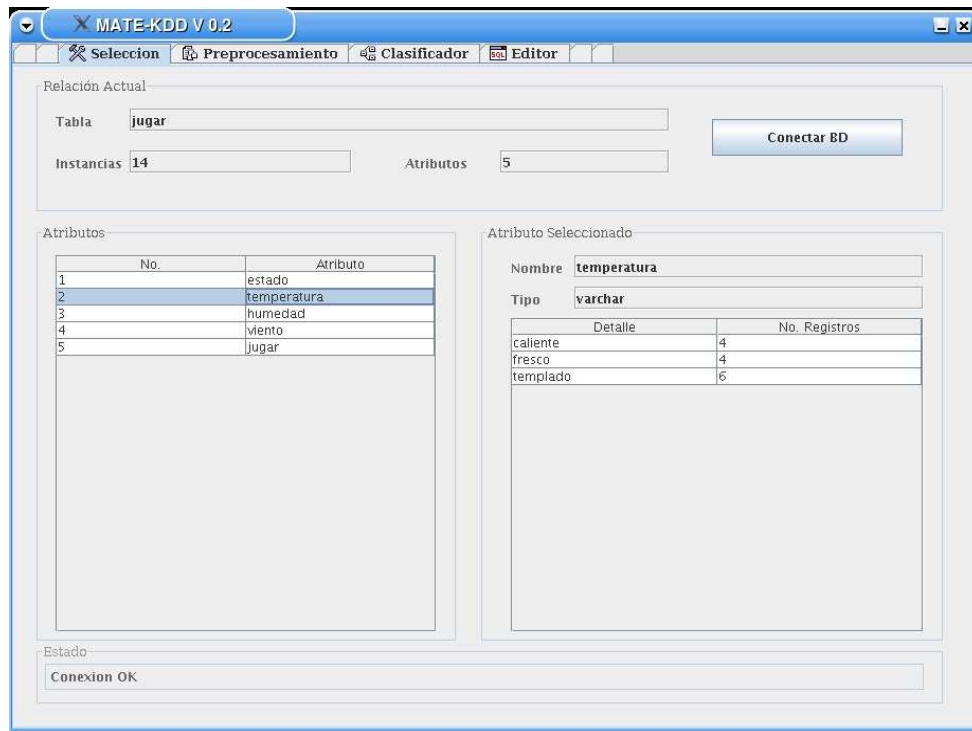 MATE-KDD V 0.2
Seleccion Preprocesamiento Clasificador SQL Editor
Relación Actual
Tabla jugar
Conectar BD
Instancias 14 Atributos 5
Atributos
No. Atributo
1 estado
2 temperatura
3 humedad
4 viento
5 jugar
Atributo Seleccionado
Nombre temperatura
Tipo varchar
Detalle No. Registros
caliente 4
fresco 4
templado 6
Estado
Conexion OK